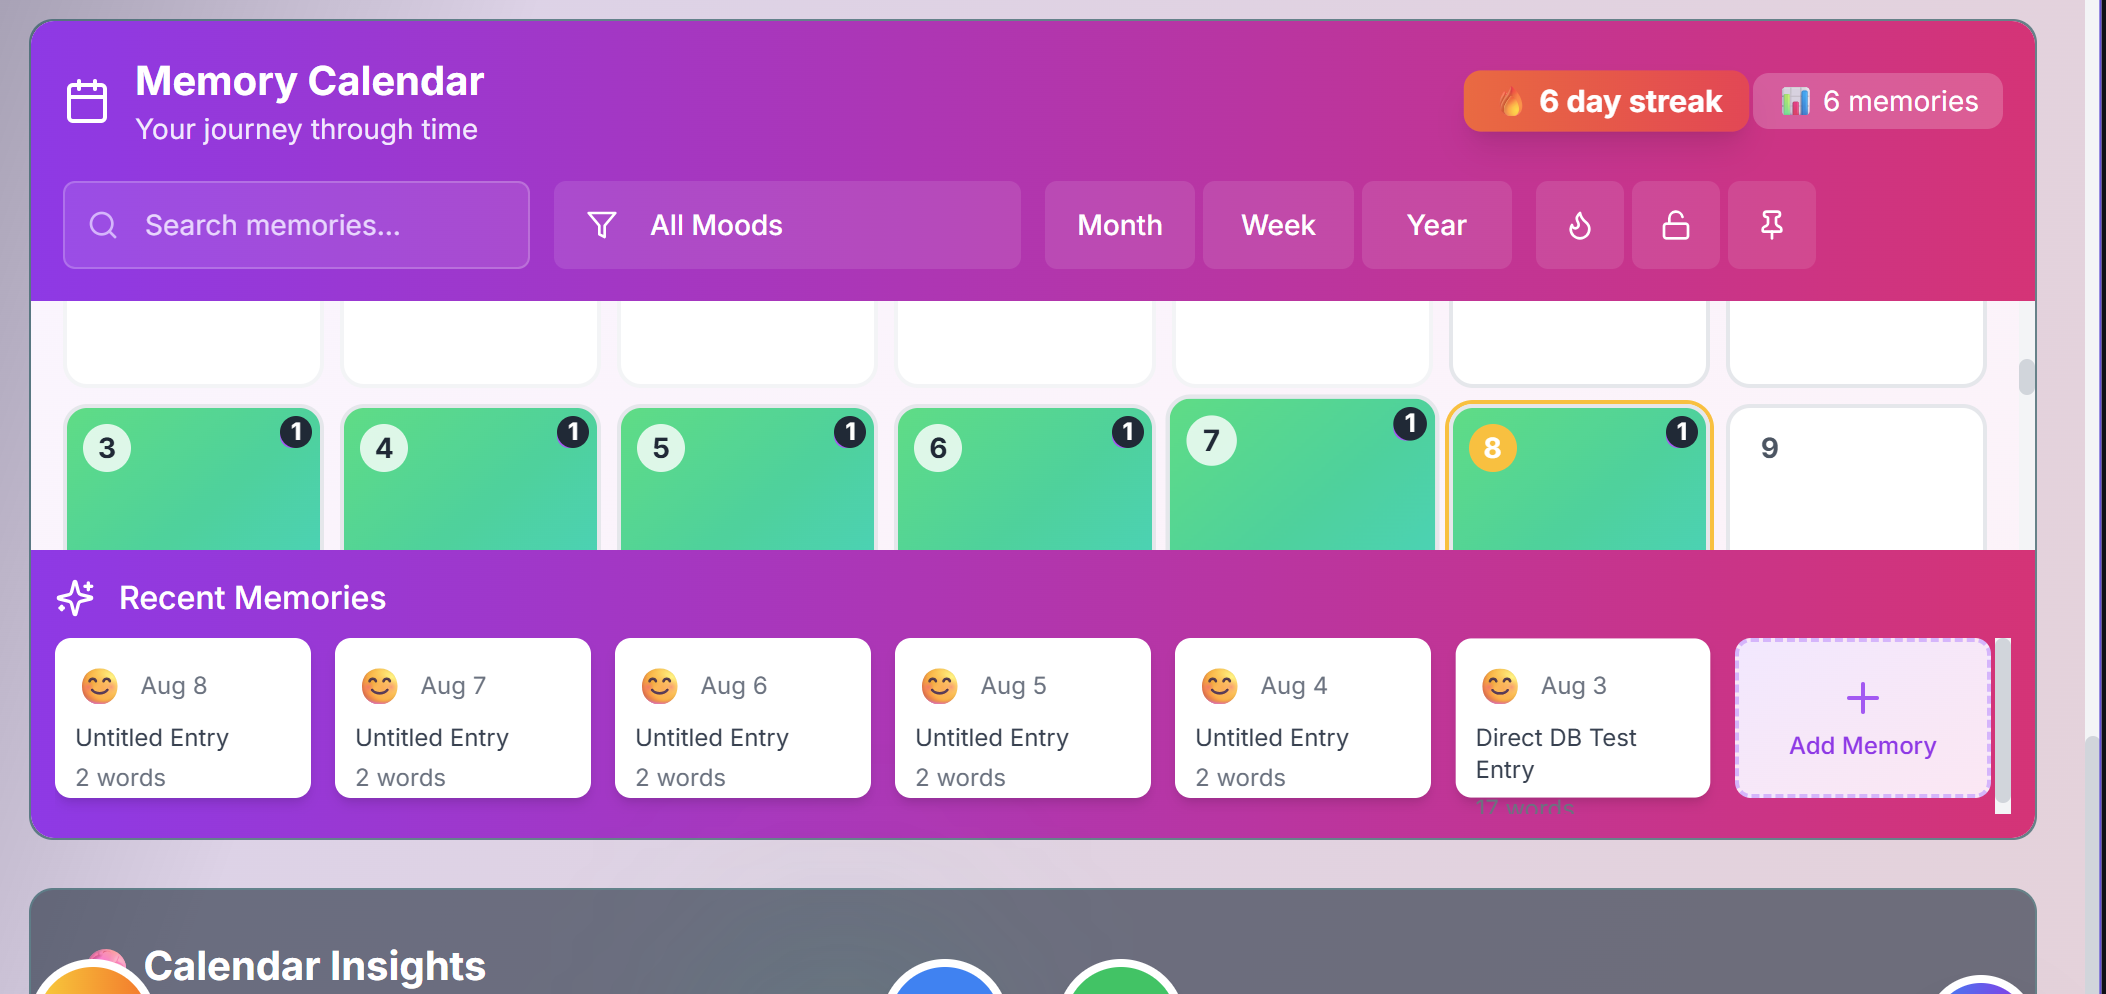 Memory Calendar
Your journey through time
🔥 6 day streak
📊 6 memories
Search memories...
All Moods
Month
Week
Year
3
1
4
1
5
1
6
1
7
1
8
1
9
Recent Memories
Aug 8
Untitled Entry
2 words
Aug 7
Untitled Entry
2 words
Aug 6
Untitled Entry
2 words
Aug 5
Untitled Entry
2 words
Aug 4
Untitled Entry
2 words
Aug 3
Direct DB Test
Entry
17 words
Add Memory
Calendar Insights